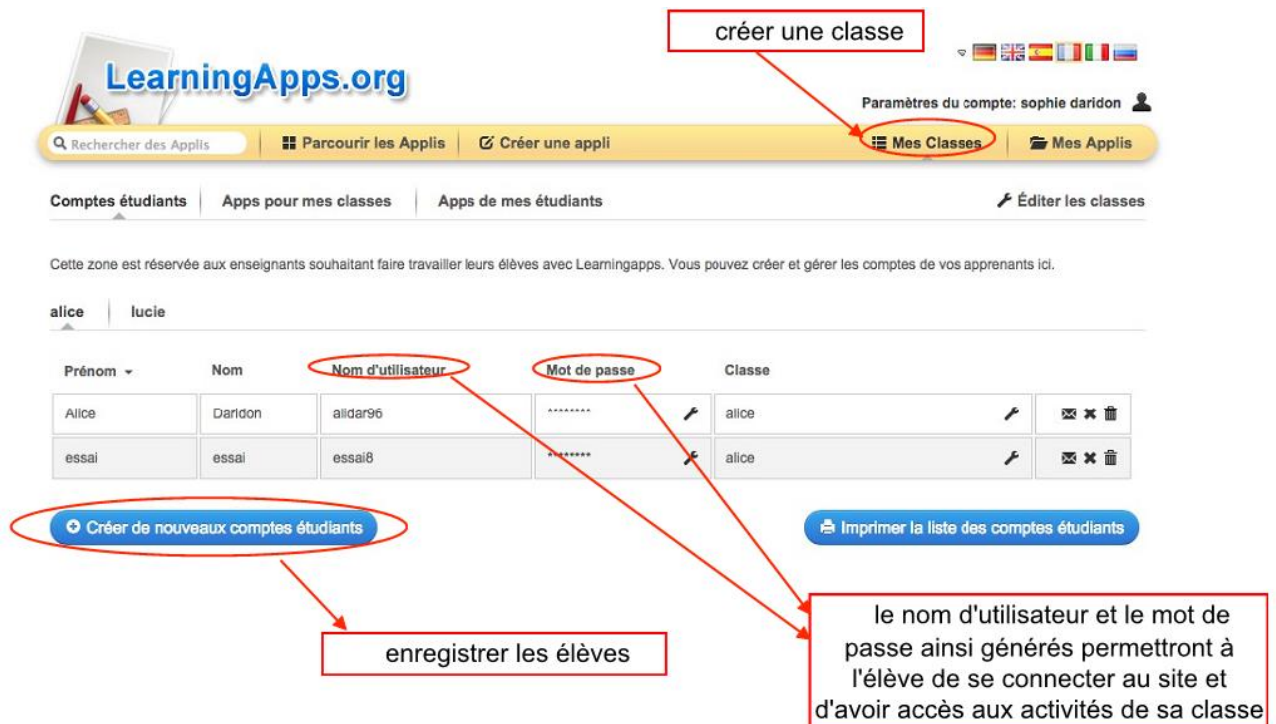 créer une classe
LearningApps.org
Paramètres du compte: sophie daridon
Rechercher des Applis
Parcourir les Applis
Créer une appli
Mes Classes
Mes Applis
Comptes étudiants
Apps pour mes classes
Apps de mes étudiants
Éditer les classes
Cette zone est réservée aux enseignants souhaitant faire travailler leurs élèves avec Learningapps. Vous pouvez créer et gérer les comptes de vos apprenants ici.
alice
lucie
Prénom Nom Nom d'utilisateur Mot de passe Classe
Alice Daridon alidar96 ******** alice
essai essai essai8 ******** alice
Créer de nouveaux comptes étudiants
Imprimer la liste des comptes étudiants
enregistrer les élèves
le nom d'utilisateur et le mot de
passe ainsi générés permettront à
l'élève de se connecter au site et
d'avoir accès aux activités de sa classe